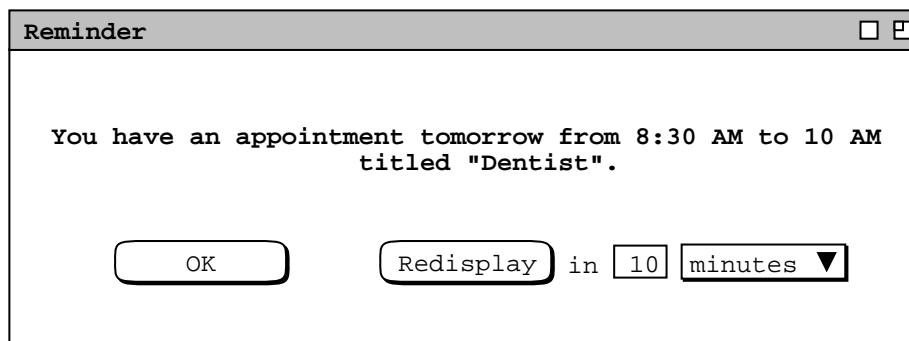 Reminder
You have an appointment tomorrow from 8:30 AM to 10 AM
titled "Dentist".
OK Redisplay in 10 minutes ▼